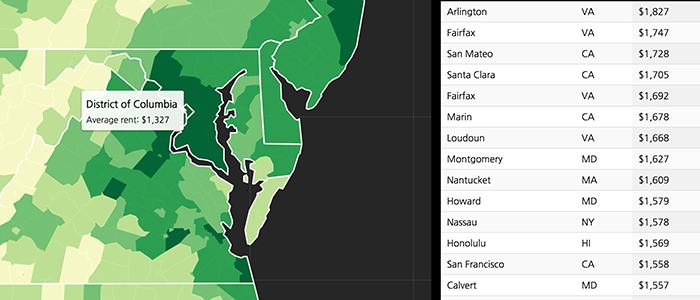 District of Columbia
Average rent: $1,327
Arlington VA $1,827
Fairfax VA $1,747
San Mateo CA $1,728
Santa Clara CA $1,705
Fairfax VA $1,692
Marin CA $1,678
Loudoun VA $1,668
Montgomery MD $1,627
Nantucket MA $1,609
Howard MD $1,579
Nassau NY $1,578
Honolulu HI $1,569
San Francisco CA $1,558
Calvert MD $1,557